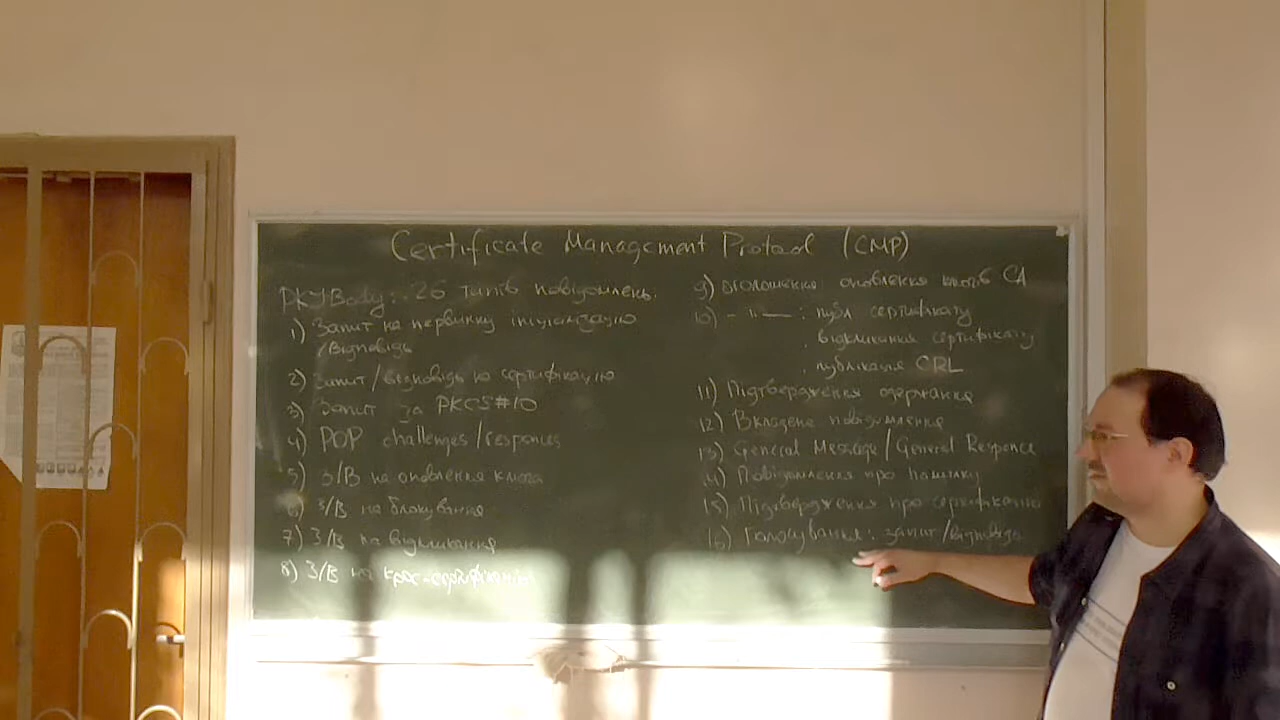 Certificate Management Protocol (CMP)
PKIBody: 26 типів повідомлень.
1) Запит на первинну ініціалізацію
/Відповідь
2) Запит/відповідь на сертифікацію
3) Запит за PKCS#10
4) POP challenges/responses
5) З/В на оновлення ключа
6) З/В на блокування
7) З/В на відкликання
8) З/В на крос-сертифікацію
9) оголошення оновлення ключів CA
10) - " - : публ сертифікату
. відкликання сертифікату
. публікація CRL
11) Підтвердження одержання
12) Вкладене повідомлення
13) General Message/General Response
14) Повідомлення про помилку
15) Підтвердження про сертифікацію
16) Голосування: запит/відповідь